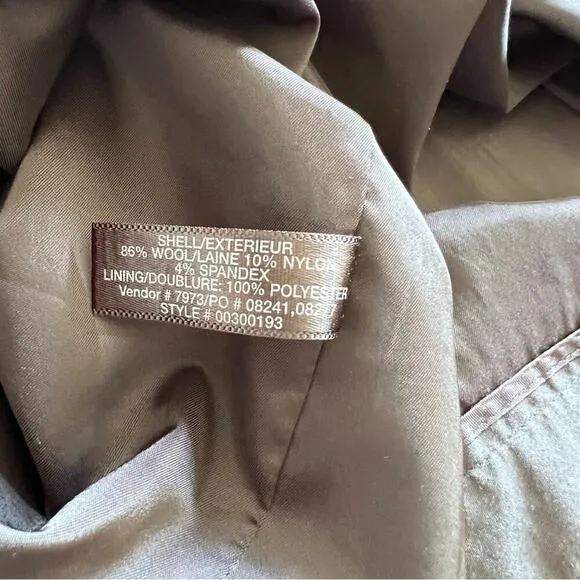 SHELL/EXTERIEUR
86% WOOL/LAINE 10% NYLON
4% SPANDEX
LINING/DOUBLURE: 100% POLYESTER
Vendor # 7973/PO # 08241,
STYLE # 00300193